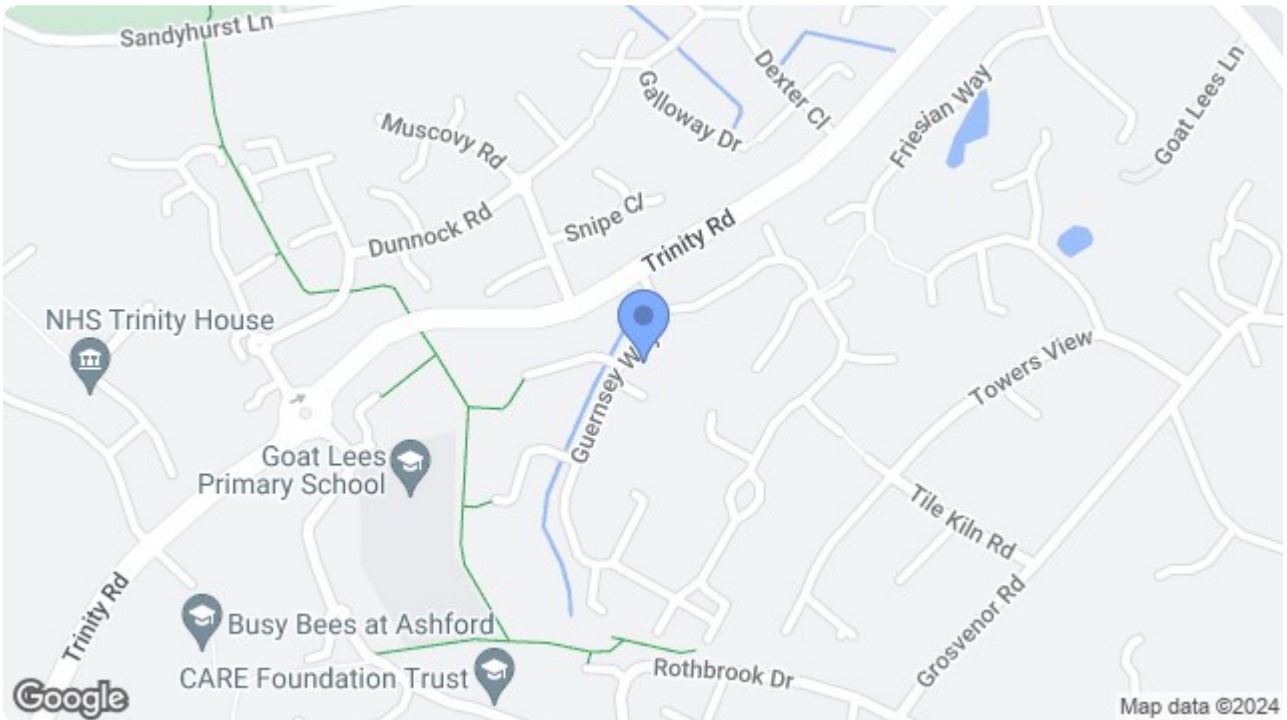 Sandyhurst Ln
Muscovy Rd
Galloway Dr
Dexter Cl
Friesian Way
Goat Lees Ln
Dunnock Rd
Snipe Cl
Trinity Rd
NHS Trinity House
Guernsey Way
Towers View
Goat Lees
Primary School
Tile Kiln Rd
Trinity Rd
Busy Bees at Ashford
CARE Foundation Trust
Rothbrook Dr
Grosvenor Rd
Google
Map data ©2024